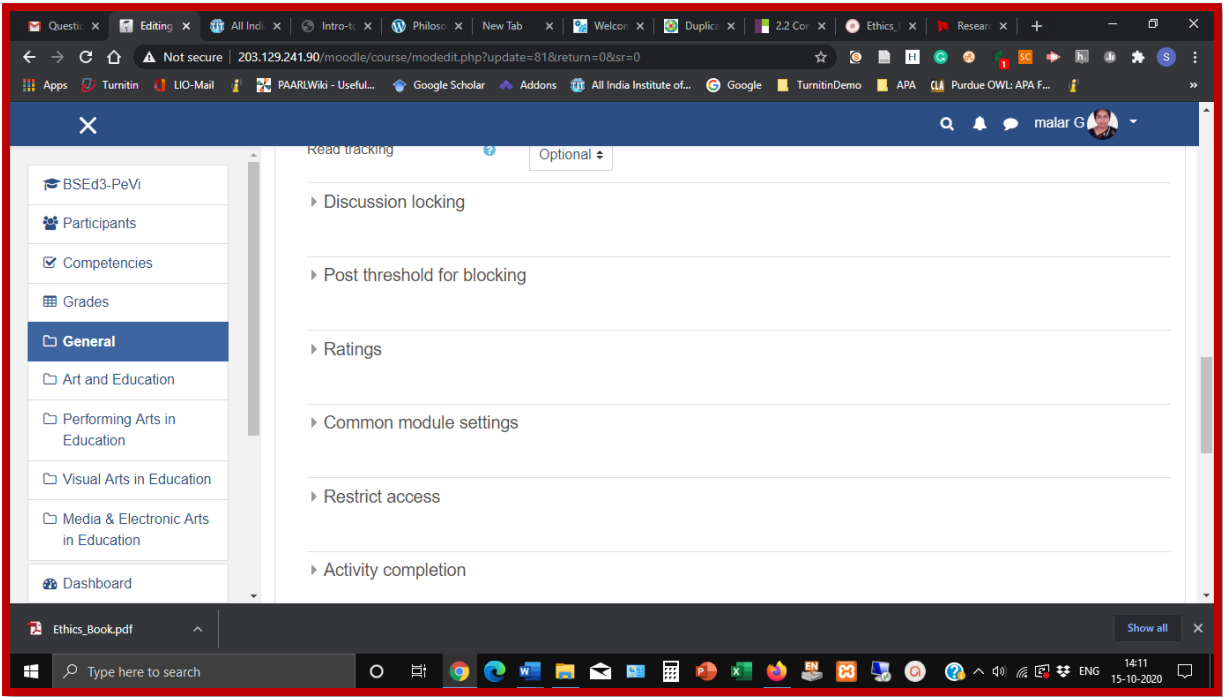 Questic
Editing
All Indi
Intro-to
Philoso
New Tab
Welcon
Duplica
2.2 Con
Ethics_
Researc
Not secure
203.129.241.90/moodle/course/modedit.php?update=81&return=0&sr=0
Apps
Turnitin
LIO-Mail
PAARLWiki - Useful...
Google Scholar
Addons
All India Institute of...
Google
TurnitinDemo
APA
Purdue OWL: APA F...
»
malar G
Read tracking
Optional
BSEd3-PeVi
Participants
Competencies
Grades
General
Art and Education
Performing Arts in
Education
Visual Arts in Education
Media & Electronic Arts
in Education
Dashboard
Discussion locking
Post threshold for blocking
Ratings
Common module settings
Restrict access
Activity completion
Ethics_Book.pdf
Show all
Type here to search
ENG
14:11
15-10-2020